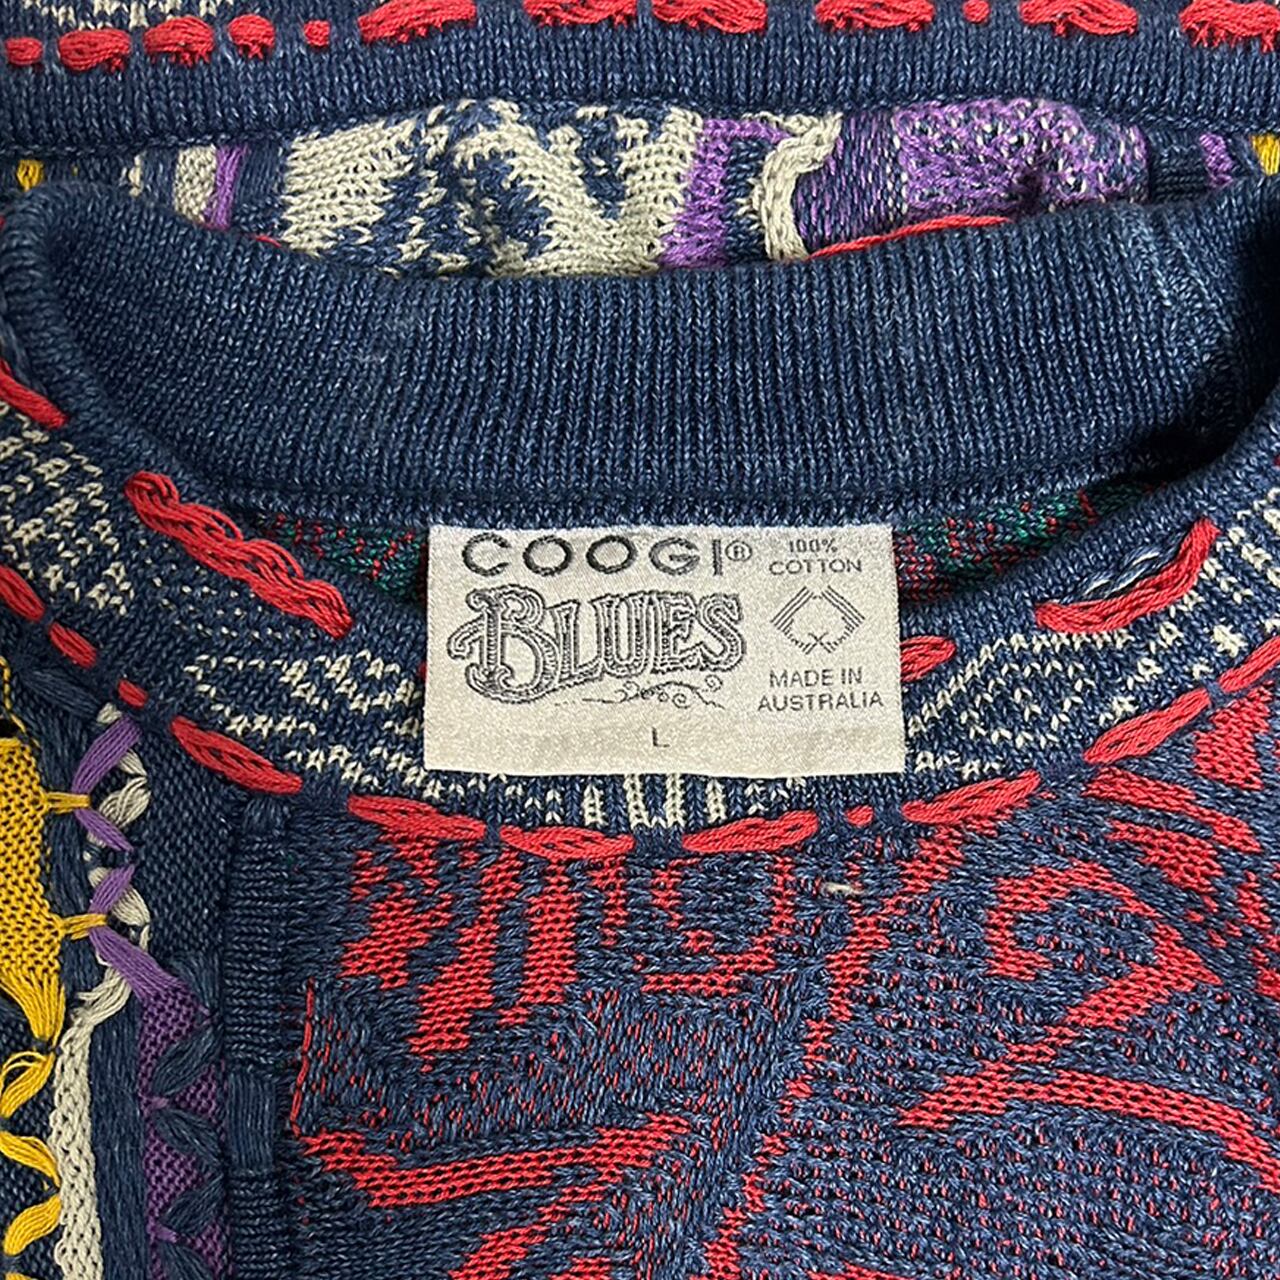 COOGI®
BLUES
100%
COTTON
MADE IN
AUSTRALIA
L